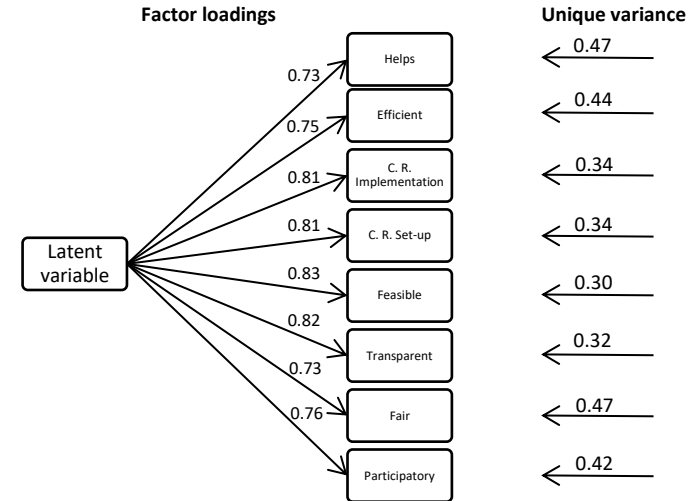 Factor loadings Unique variance
0.73 Helps 0.47
0.75 Efficient 0.44
0.81 C. R.
Implementation 0.34
0.81 C. R. Set-up 0.34
Latent
variable
0.83 Feasible 0.30
0.82 Transparent 0.32
0.73 Fair 0.47
0.76 Participatory 0.42